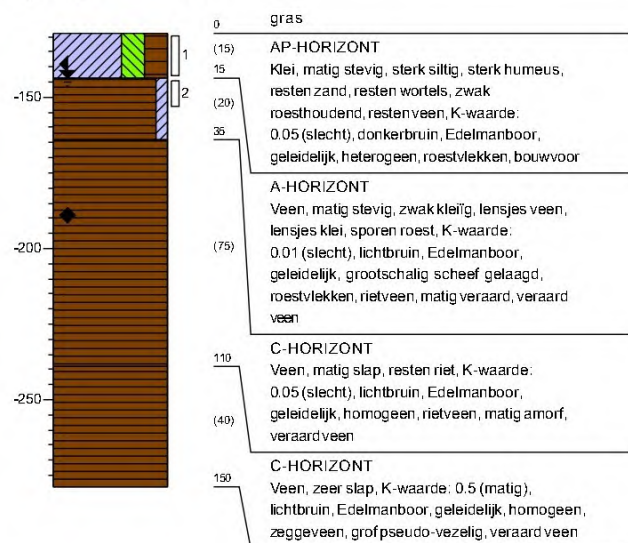 0
gras
(15)
AP-HORIZONT
1
15
Klei, matig stevig, sterk siltig, sterk humeus,
resten zand, resten wortels, zwak
roesthoudend, resten veen, K-waarde:
0.05 (slecht), donkerbruin, Edelmanboor,
geleidelijk, heterogeen, roestvlekken, bouwvoor
-150
2
(20)
35
A-HORIZONT
Veen, matig stevig, zwak kleiïg, lensjes veen,
lensjes klei, sporen roest, K-waarde:
0.01 (slecht), lichtbruin, Edelmanboor,
geleidelijk, grootschalig scheef gelaagd,
roestvlekken, rietveen, matig veraard, veraard
veen
-200
(75)
110
C-HORIZONT
Veen, matig slap, resten riet, K-waarde:
0.05 (slecht), lichtbruin, Edelmanboor,
geleidelijk, homogeen, rietveen, matig amorf,
veraard veen
-250
(40)
150
C-HORIZONT
Veen, zeer slap, K-waarde: 0.5 (matig),
lichtbruin, Edelmanboor, geleidelijk, homogeen,
zeggeveen, grof pseudo-vezelig, veraard veen